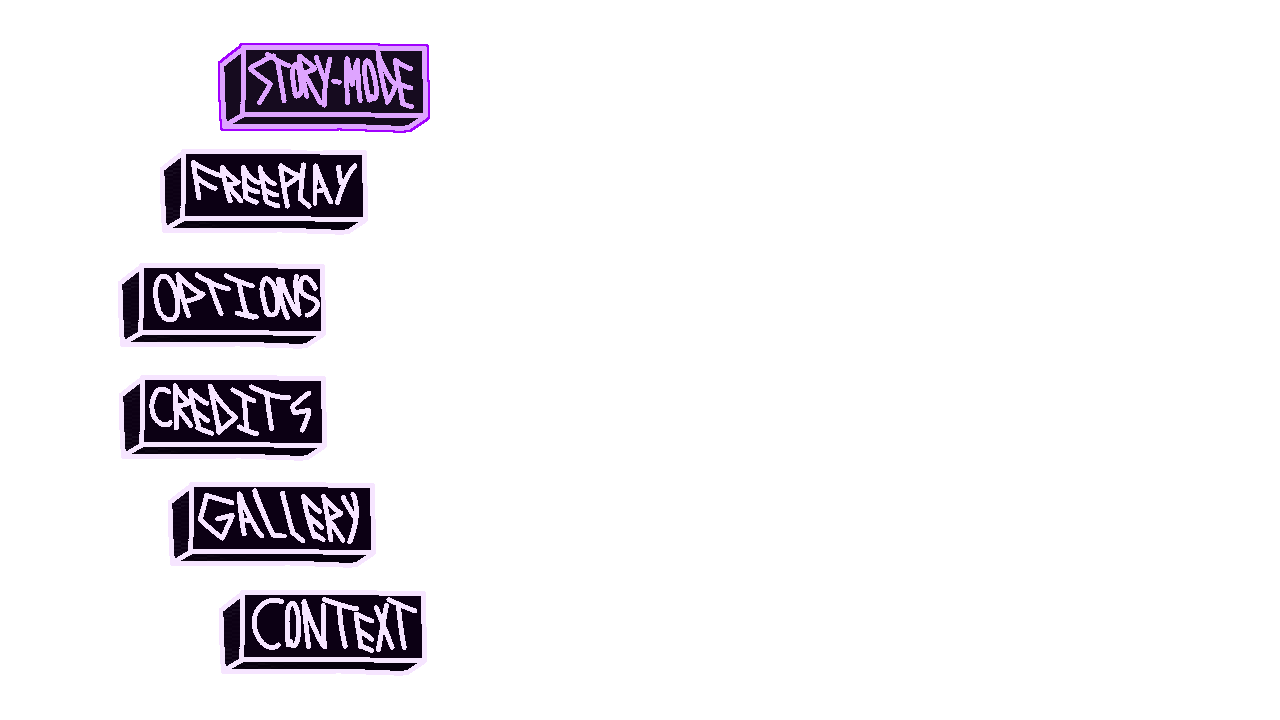 STORY-MODE
FREEPLAY
OPTIONS
CREDITS
GALLERY
CONTEXT